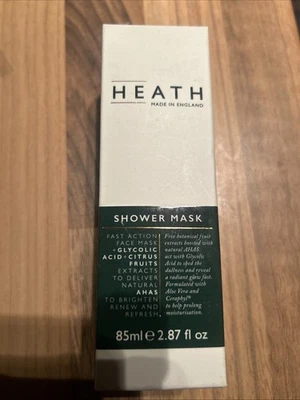 HEATH
MADE IN ENGLAND
SHOWER MASK
FAST ACTION
FACE MASK
- GLYCOLIC
ACID + CITRUS
FRUITS
EXTRACTS
TO DELIVER
NATURAL
AHAS
TO BRIGHTEN
RENEW AND
REFRESH.
Five botanical fruit
extracts boosted with
natural AHAS
act with Glycolic
Acid to shed the
dullness and reveal
a radiant glow fast.
Formulated with
Aloe Vera and
Ceraphyl™
to help prolong
moisturisation.
85ml ℮ 2.87 fl oz